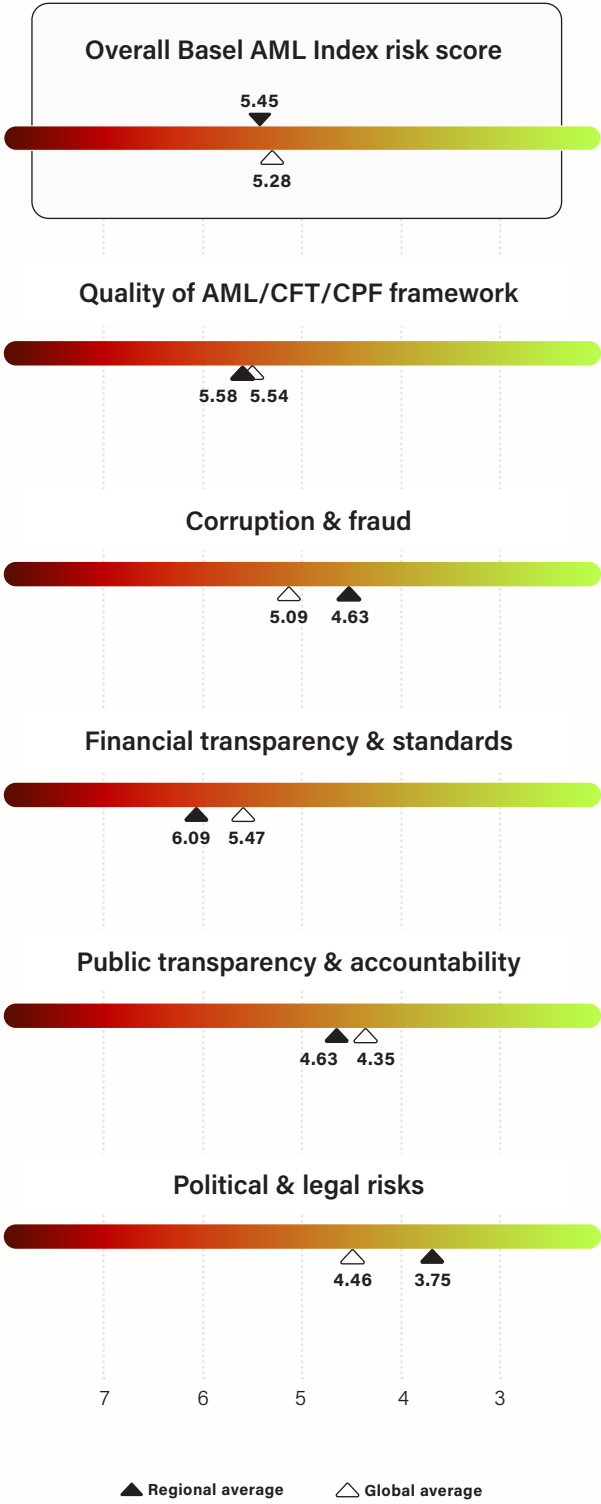 Overall Basel AML Index risk score
5.45
5.28
Quality of AML/CFT/CPF framework
5.58 5.54
Corruption & fraud
5.09 4.63
Financial transparency & standards
6.09 5.47
Public transparency & accountability
4.63 4.35
Political & legal risks
4.46 3.75
7 6 5 4 3
Regional average Global average